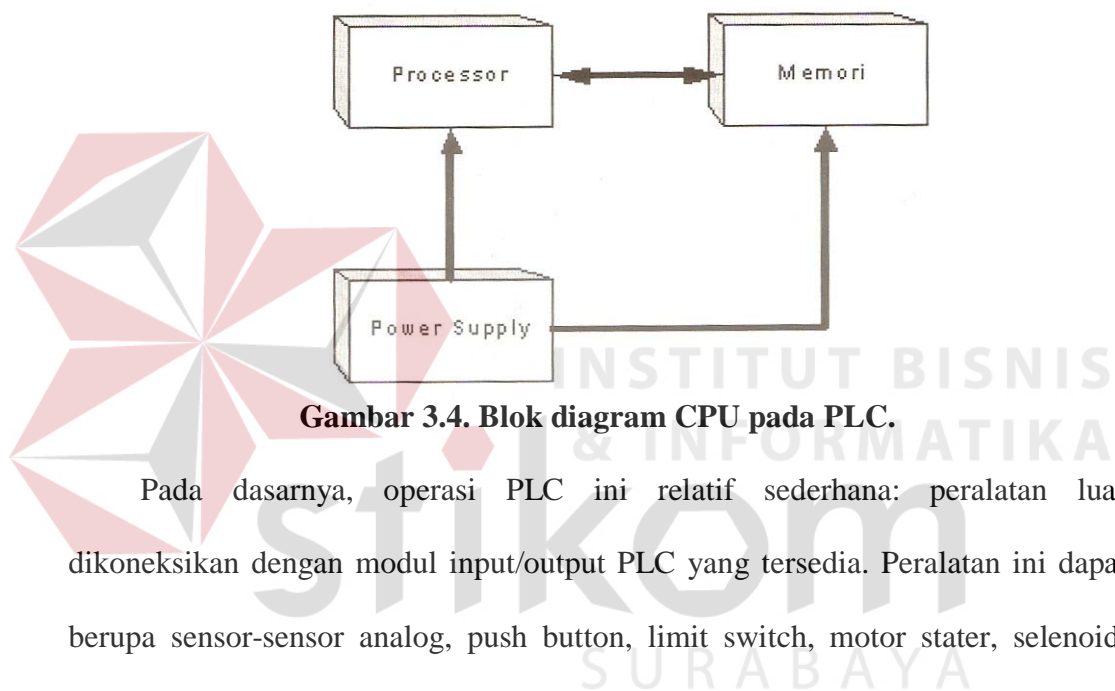 Processor
Memori
Power Supply
INSTITUT BISNIS
Gambar 3.4. Blok diagram CPU pada PLC.
& INFORMATIKA
Pada dasarnya, operasi PLC ini relatif sederhana: peralatan lua
stikom
dikoneksikan dengan modul input/output PLC yang tersedia. Peralatan ini dapa
berupa sensor-sensor analog, push button, limit switch, motor stater, selenoid
SURABAYA